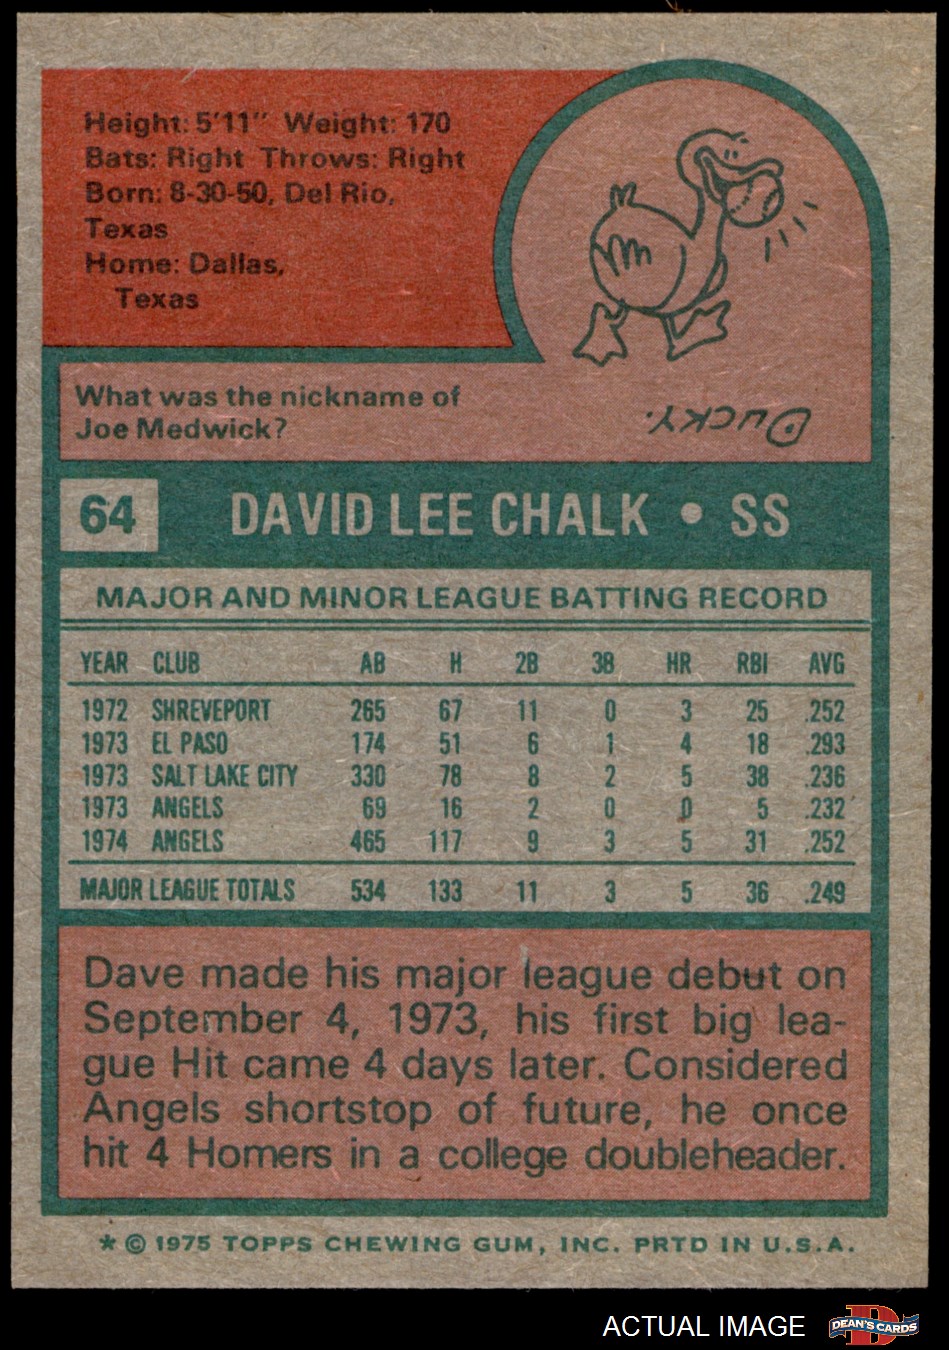 Height: 5'11" Weight: 170
Bats: Right Throws: Right
Born: 8-30-50, Del Rio,
Texas
Home: Dallas,
Texas
What was the nickname of
Joe Medwick?
DUCKY.
64 DAVID LEE CHALK • SS
MAJOR AND MINOR LEAGUE BATTING RECORD
YEAR CLUB AB H 2B 3B HR RBI AVG
1972 SHREVEPORT 265 67 11 0 3 25 .252
1973 EL PASO 174 51 6 1 4 18 .293
1973 SALT LAKE CITY 330 78 8 2 5 38 .236
1973 ANGELS 69 16 2 0 0 5 .232
1974 ANGELS 465 117 9 3 5 31 .252
MAJOR LEAGUE TOTALS 534 133 11 3 5 36 .249
Dave made his major league debut on
September 4, 1973, his first big lea-
gue Hit came 4 days later. Considered
Angels shortstop of future, he once
hit 4 Homers in a college doubleheader.
* © 1975 TOPPS CHEWING GUM, INC. PRTD IN U.S.A.
ACTUAL IMAGE
D
DEAN'S CARDS